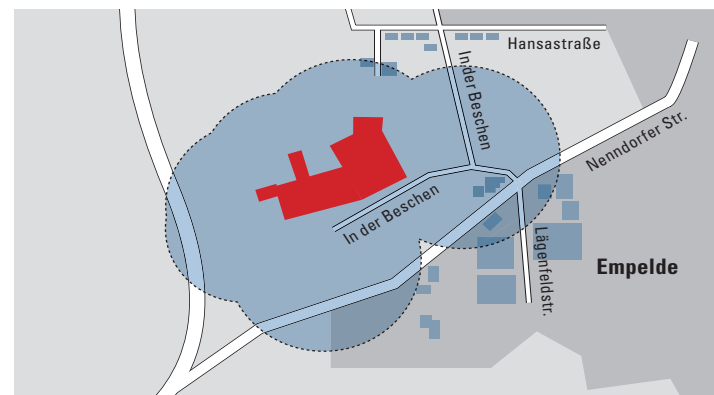 Hansastraße
In der Beschen
Nenndorfer Str.
In der Beschen
Lägenfeldstr.
Empelde